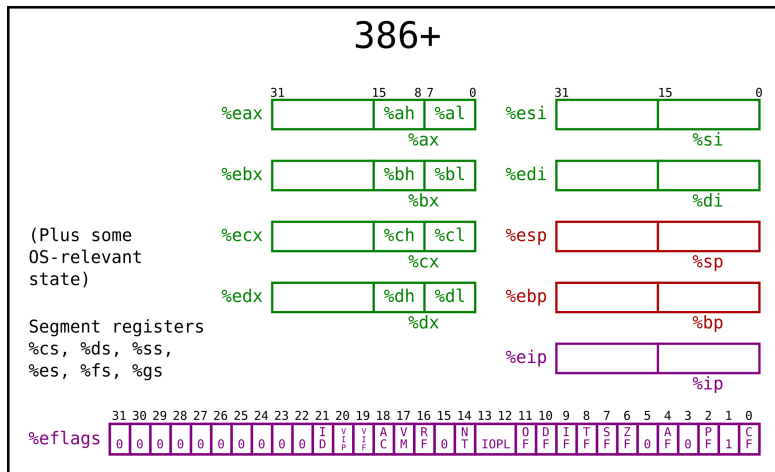 386+
31 15 8 7 0 31 15 0
%eax %ah %al %esi
%ax %si
%ebx %bh %bl %edi
%bx %di
(Plus some
OS-relevant
state)
%ecx %ch %cl %esp
%cx %sp
%edx %dh %dl %ebp
%dx %bp
Segment registers
%cs, %ds, %ss,
%es, %fs, %gs
%eip
%ip
31 30 29 28 27 26 25 24 23 22 21 20 19 18 17 16 15 14 13 12 11 10 9 8 7 6 5 4 3 2 1 0
%eflags 0 0 0 0 0 0 0 0 0 0 ID VIP VIF AC VM RF 0 NT IOPL OF DF IF TF SF ZF 0 AF 0 PF 1 CF